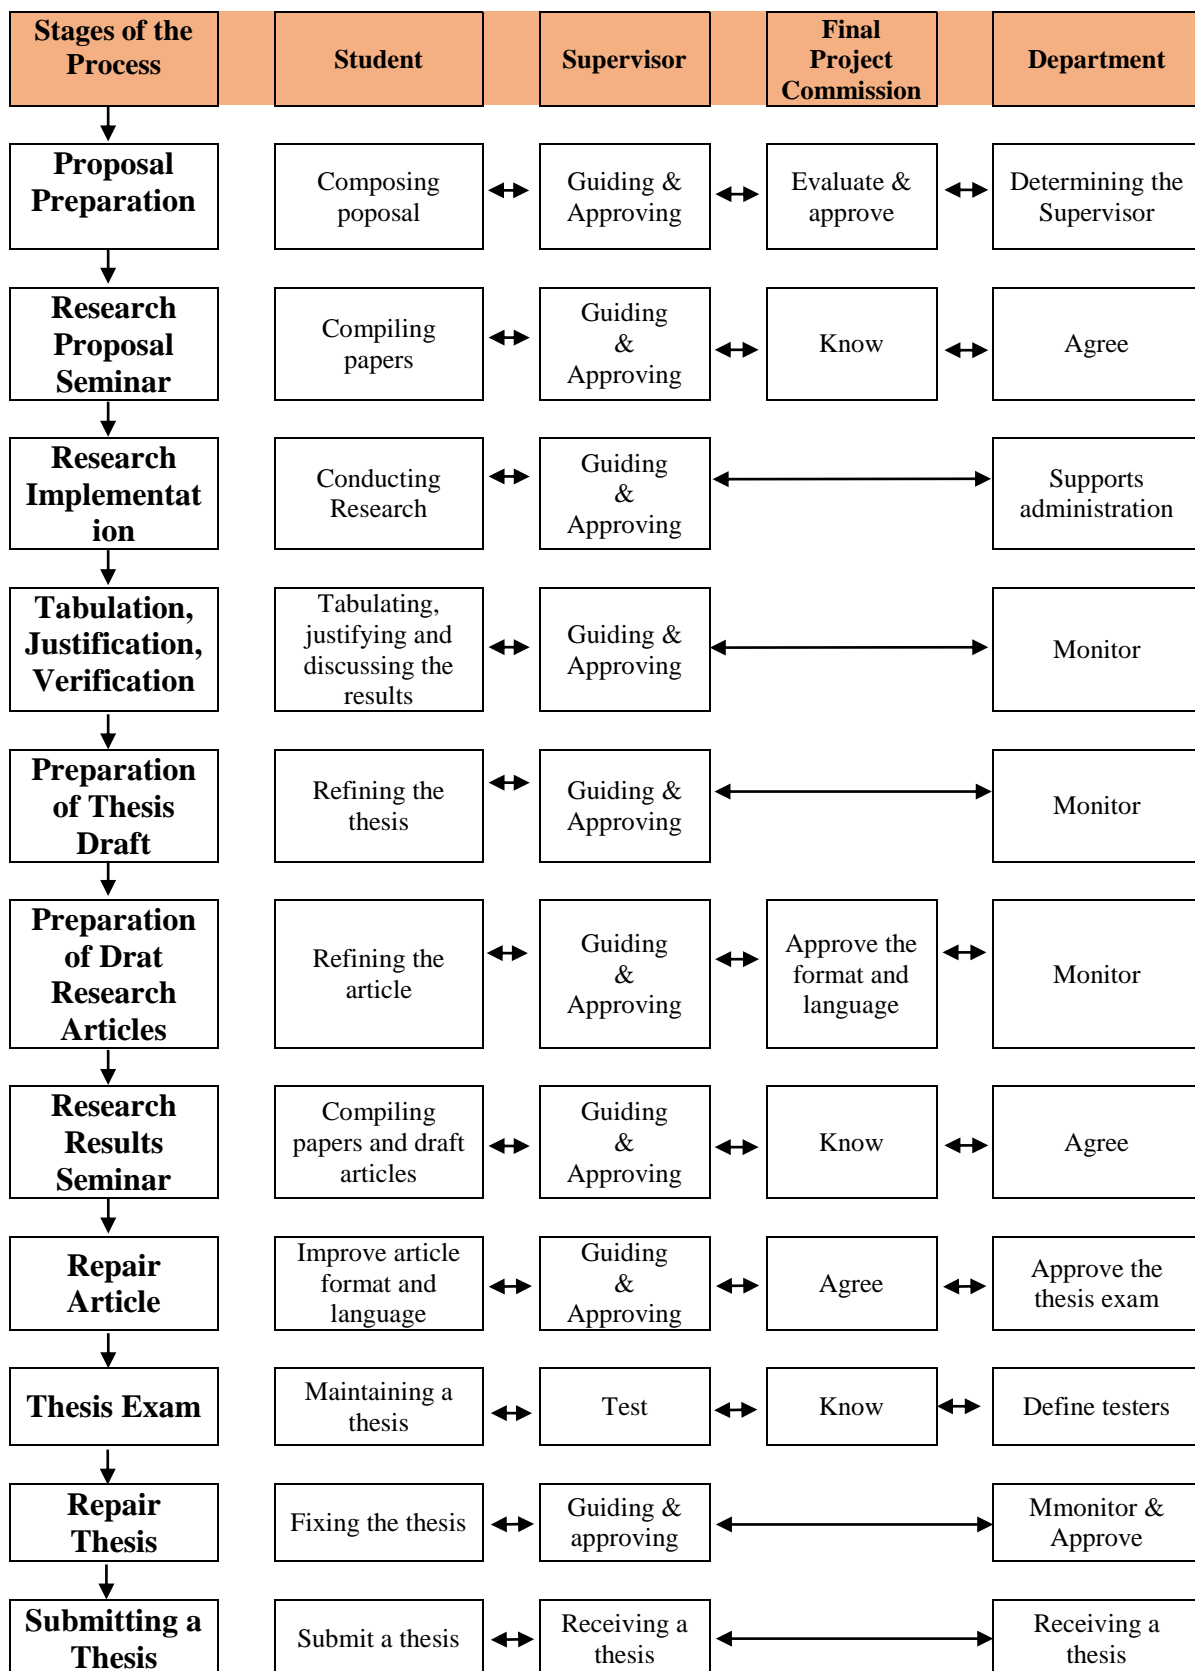 Stages of the
Process
Student
Supervisor
Final
Project
Commission
Department
Proposal
Preparation
Composing
poposal
Guiding &
Approving
Evaluate &
approve
Determining the
Supervisor
Research
Proposal
Seminar
Compiling
papers
Guiding
&
Approving
Know
Agree
Research
Implementat
ion
Conducting
Research
Guiding
&
Approving
Supports
administration
Tabulation,
Justification,
Verification
Tabulating,
justifying and
discussing the
results
Guiding &
Approving
Monitor
Preparation
of Thesis
Draft
Refining the
thesis
Guiding &
Approving
Monitor
Preparation
of Drat
Research
Articles
Refining the
article
Guiding
&
Approving
Approve the
format and
language
Monitor
Research
Results
Seminar
Compiling
papers and draft
articles
Guiding
&
Approving
Know
Agree
Repair
Article
Improve article
format and
language
Guiding
&
Approving
Agree
Approve the
thesis exam
Thesis Exam
Maintaining a
thesis
Test
Know
Define testers
Repair
Thesis
Fixing the thesis
Guiding &
approving
Mmonitor &
Approve
Submitting a
Thesis
Submit a thesis
Receiving a
thesis
Receiving a
thesis